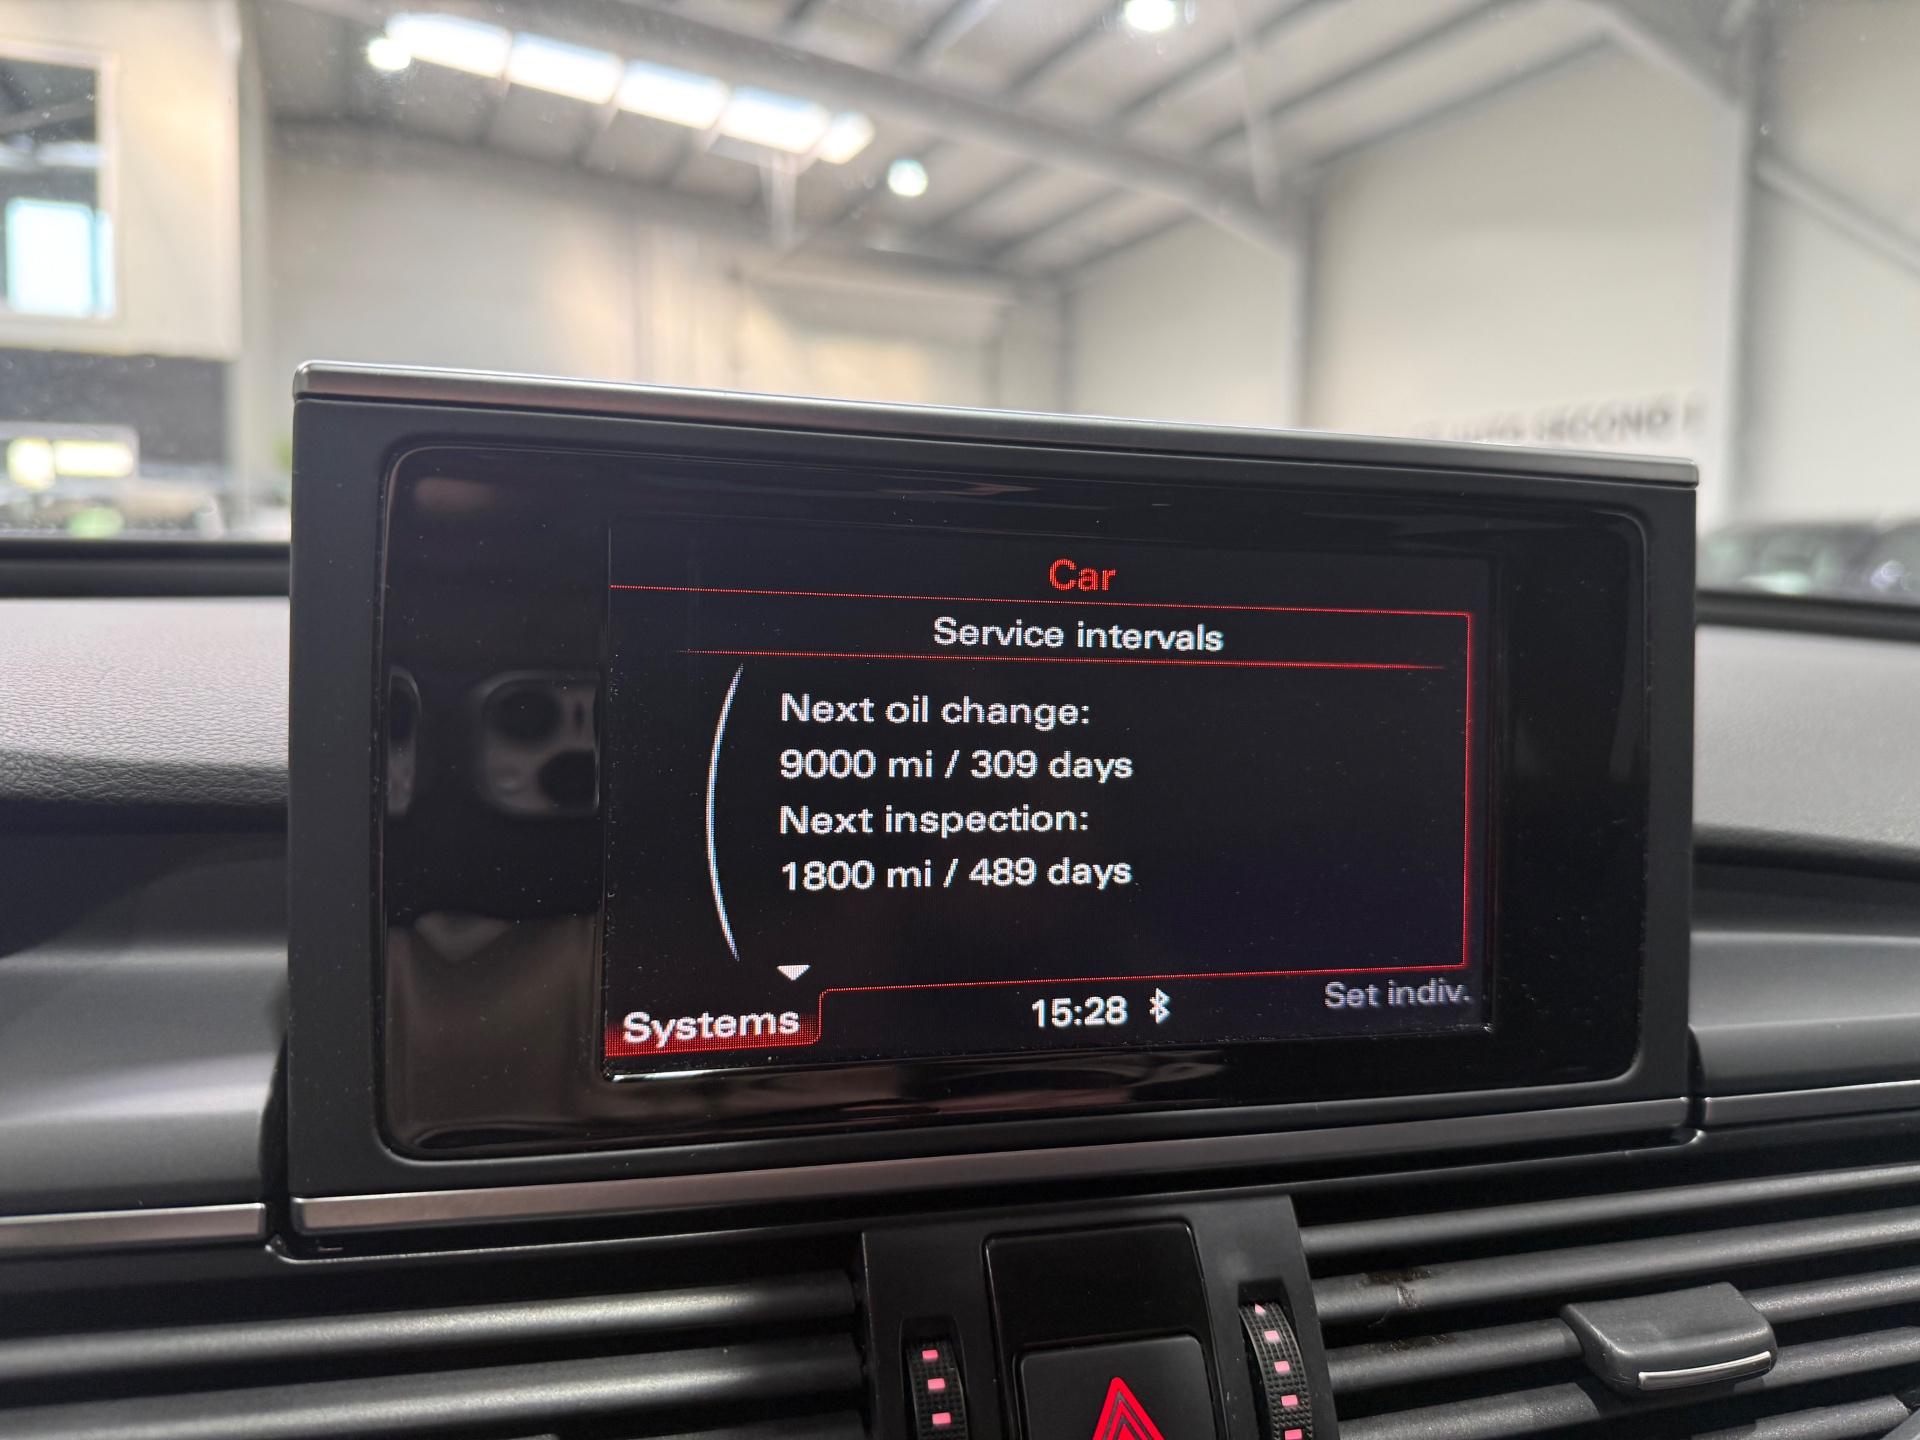 Car
Service intervals
Next oil change:
9000 mi / 309 days
Next inspection:
1800 mi / 489 days
Systems
15:28
Set indiv.
SECOND